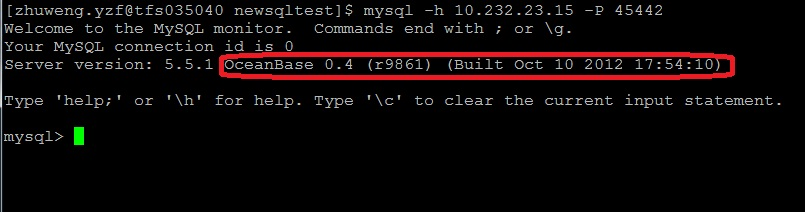 [zhuweng.yzf@tfs035040 newsqltest]$ mysql -h 10.232.23.15 -P 45442
Welcome to the MySQL monitor.  Commands end with ; or \g.
Your MySQL connection id is 0
Server version: 5.5.1 OceanBase 0.4 (r9861) (Built Oct 10 2012 17:54:10)
Type 'help;' or '\h' for help. Type '\c' to clear the current input statement.
mysql>